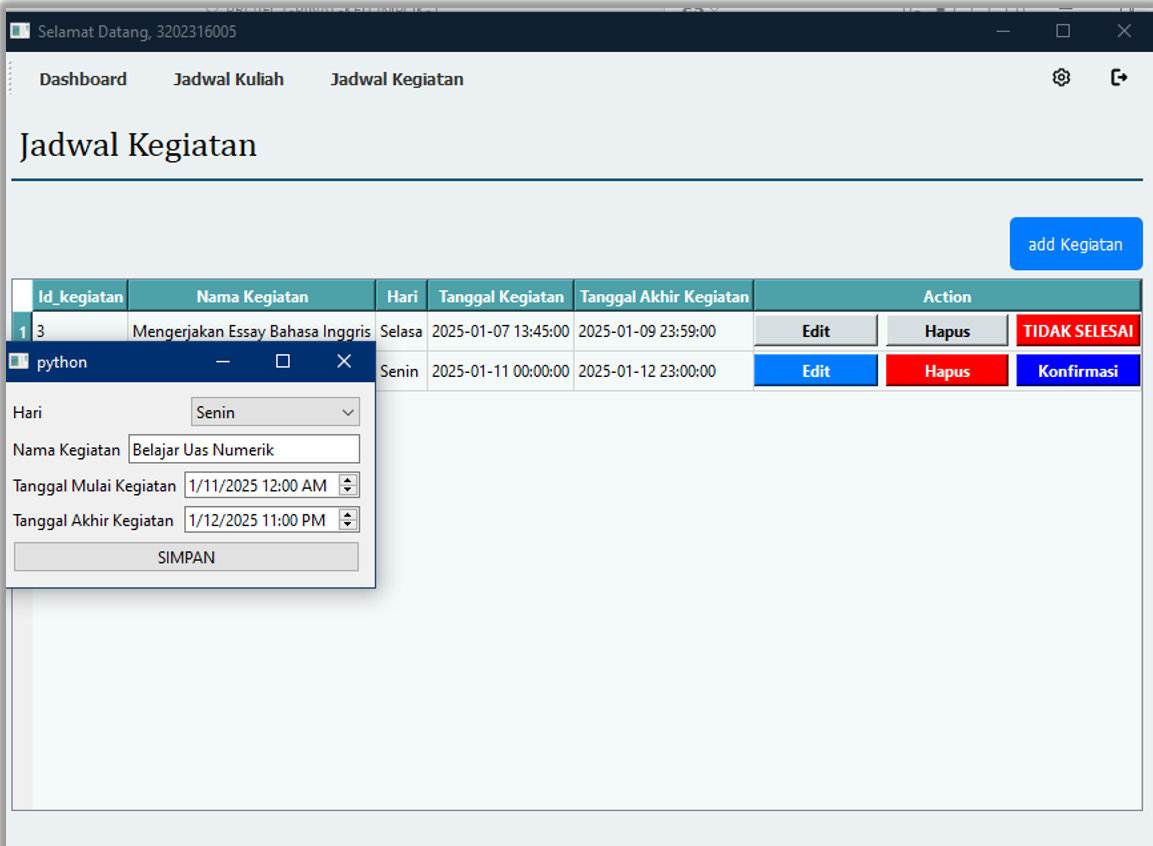 Selamat Datang, 3202316005
Dashboard Jadwal Kuliah Jadwal Kegiatan
Jadwal Kegiatan
add Kegiatan
Id_kegiatan Nama Kegiatan Hari Tanggal Kegiatan Tanggal Akhir Kegiatan Action
1 3 Mengerjakan Essay Bahasa Inggris Selasa 2025-01-07 13:45:00 2025-01-09 23:59:00 Edit Hapus TIDAK SELESAI
Senin 2025-01-11 00:00:00 2025-01-12 23:00:00 Edit Hapus Konfirmasi
python
Hari Senin
Nama Kegiatan Belajar Uas Numerik
Tanggal Mulai Kegiatan 1/11/2025 12:00 AM
Tanggal Akhir Kegiatan 1/12/2025 11:00 PM
SIMPAN